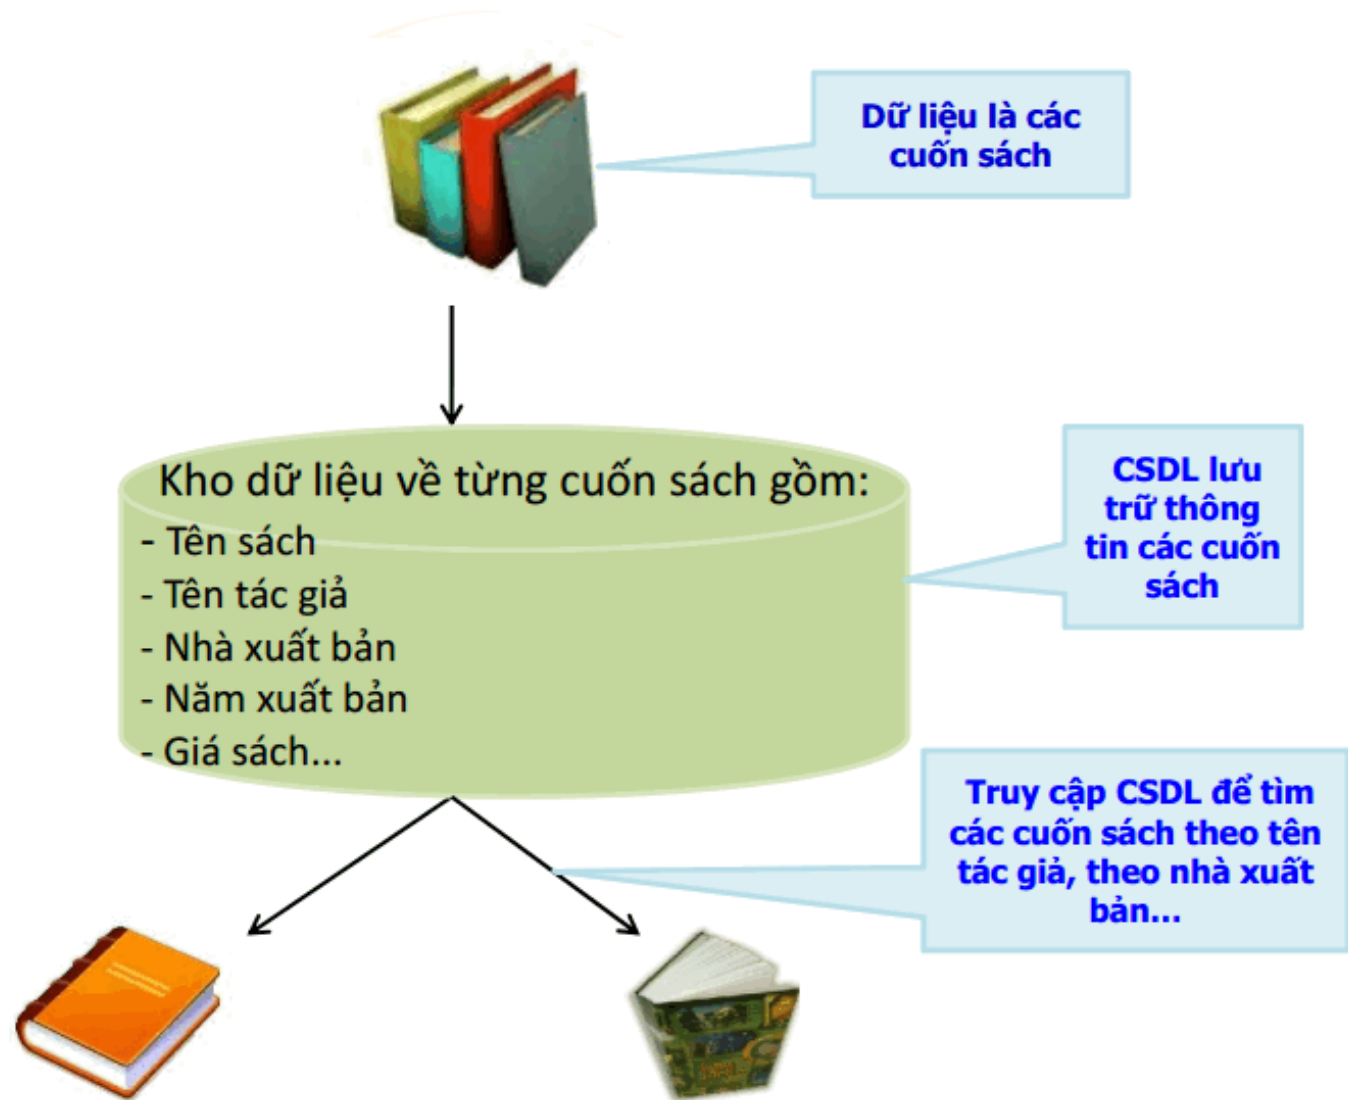 Dữ liệu là các
cuốn sách
Kho dữ liệu về từng cuốn sách gồm:
- Tên sách
- Tên tác giả
- Nhà xuất bản
- Năm xuất bản
- Giá sách...
CSDL lưu
trữ thông
tin các cuốn
sách
Truy cập CSDL để tìm
các cuốn sách theo tên
tác giả, theo nhà xuất
bản...